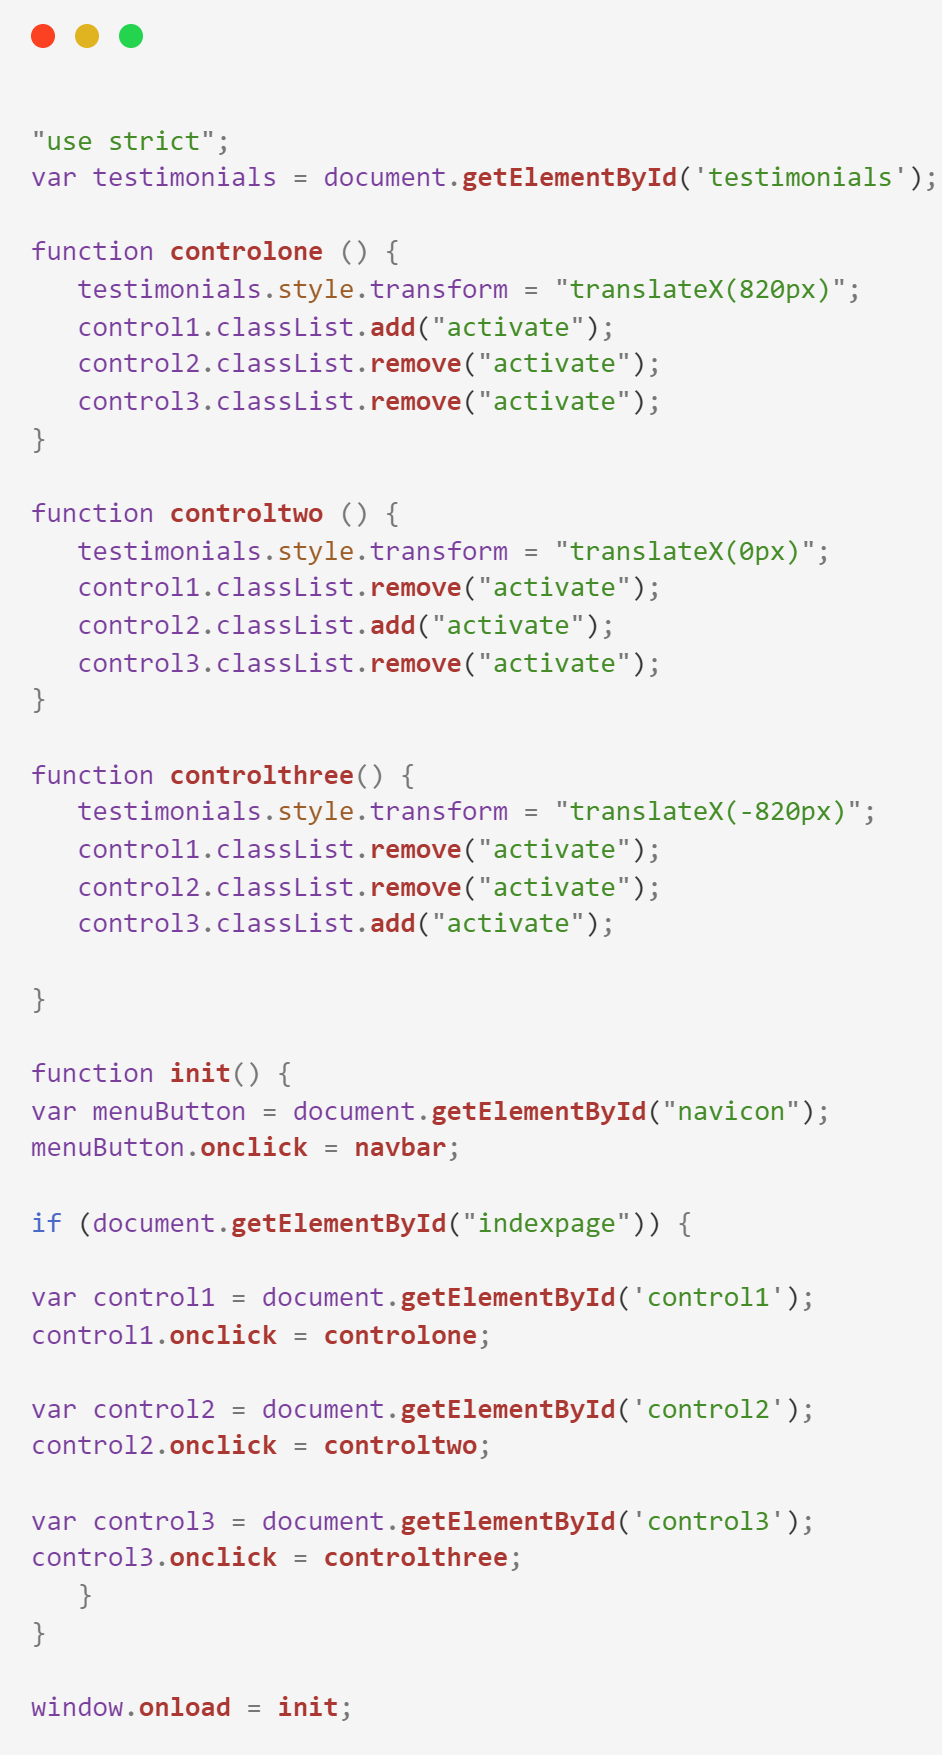 "use strict";
var testimonials = document.getElementById('testimonials');
function controlone () {
testimonials.style.transform = "translateX(820px)";
control1.classList.add("activate");
control2.classList.remove("activate");
control3.classList.remove("activate");
}
function controltwo () {
testimonials.style.transform = "translateX(0px)";
control1.classList.remove("activate");
control2.classList.add("activate");
control3.classList.remove("activate");
}
function controlthree() {
testimonials.style.transform = "translateX(-820px)";
control1.classList.remove("activate");
control2.classList.remove("activate");
control3.classList.add("activate");
}
function init() {
var menuButton = document.getElementById("navicon");
menuButton.onclick = navbar;
if (document.getElementById("indexpage")) {
var control1 = document.getElementById('control1');
control1.onclick = controlone;
var control2 = document.getElementById('control2');
control2.onclick = controltwo;
var control3 = document.getElementById('control3');
control3.onclick = controlthree;
}
}
window.onload = init;